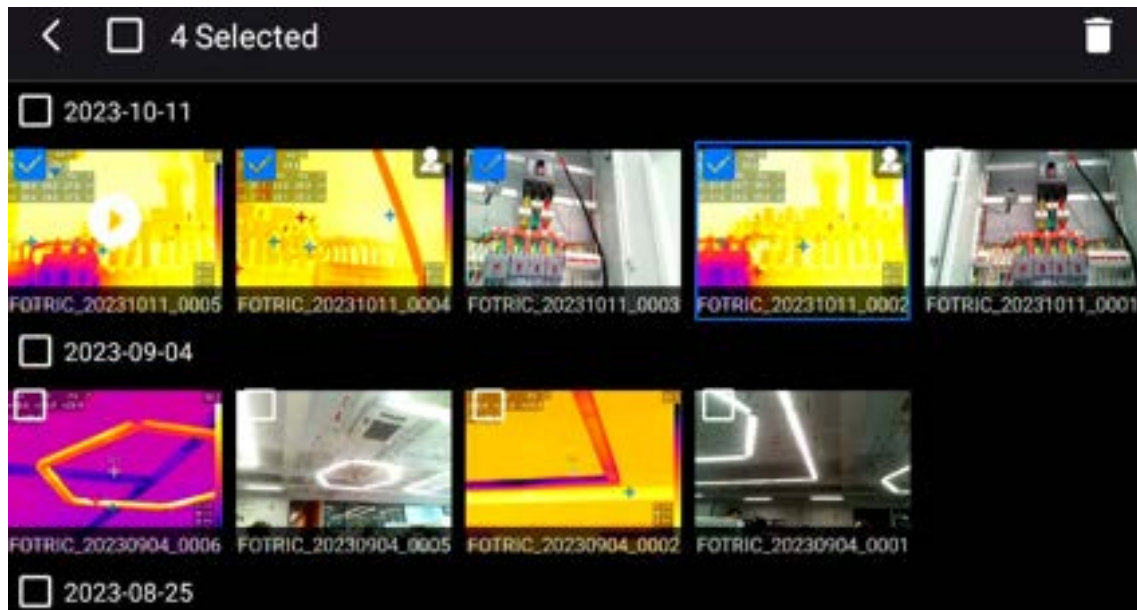 4 Selected
2023-10-11
FOTRIC_20231011_0005
FOTRIC_20231011_0004
FOTRIC_20231011_0003
FOTRIC_20231011_0002
FOTRIC_20231011_0001
2023-09-04
FOTRIC_20230904_0006
FOTRIC_20230904_0005
FOTRIC_20230904_0002
FOTRIC_20230904_0001
2023-08-25